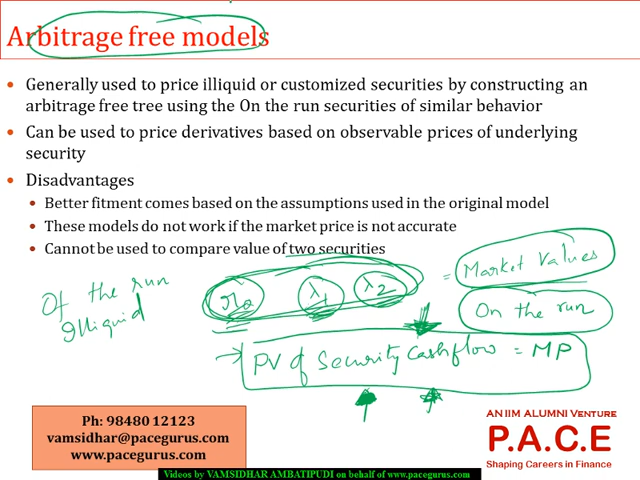 Arbitrage free models
• Generally used to price illiquid or customized securities by constructing an
arbitrage free tree using the On the run securities of similar behavior
• Can be used to price derivatives based on observable prices of underlying
security
• Disadvantages
• Better fitment comes based on the assumptions used in the original model
• These models do not work if the market price is not accurate
• Cannot be used to compare value of two securities
Of the run
illiquid
λ1 λ2 = Market Values
On the run
→ PV of Security Cashflow = MP
Ph: 98480 12123
vamsidhar@pacegurus.com
www.pacegurus.com
AN IIM ALUMNI VENTURE
P.A.C.E
Shaping Careers in Finance
Videos by VAMSIDHAR AMBATIPUDI on behalf of www.pacegurus.com